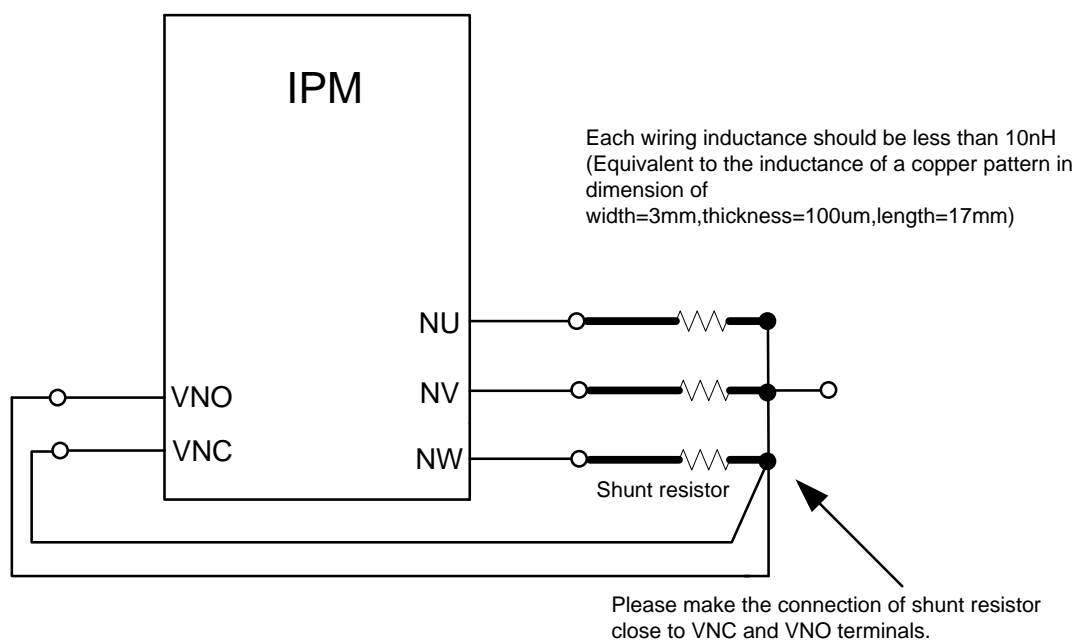 IPM
Each wiring inductance should be less than 10nH
(Equivalent to the inductance of a copper pattern in
dimension of
width=3mm,thickness=100um,length=17mm)
NU
VNO
NV
VNC
NW
Shunt resistor
Please make the connection of shunt resistor
close to VNC and VNO terminals.